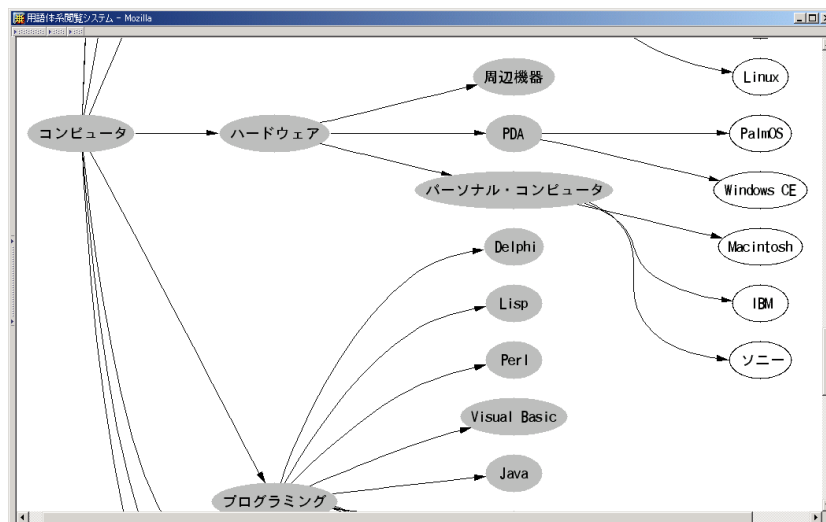 用語体系閲覧システム - Mozilla
周辺機器
Linux
コンピュータ
ハードウェア
PDA
PalmOS
パーソナル・コンピュータ
Windows CE
Delphi
Macintosh
Lisp
IBM
Perl
ソニー
Visual Basic
Java
プログラミング